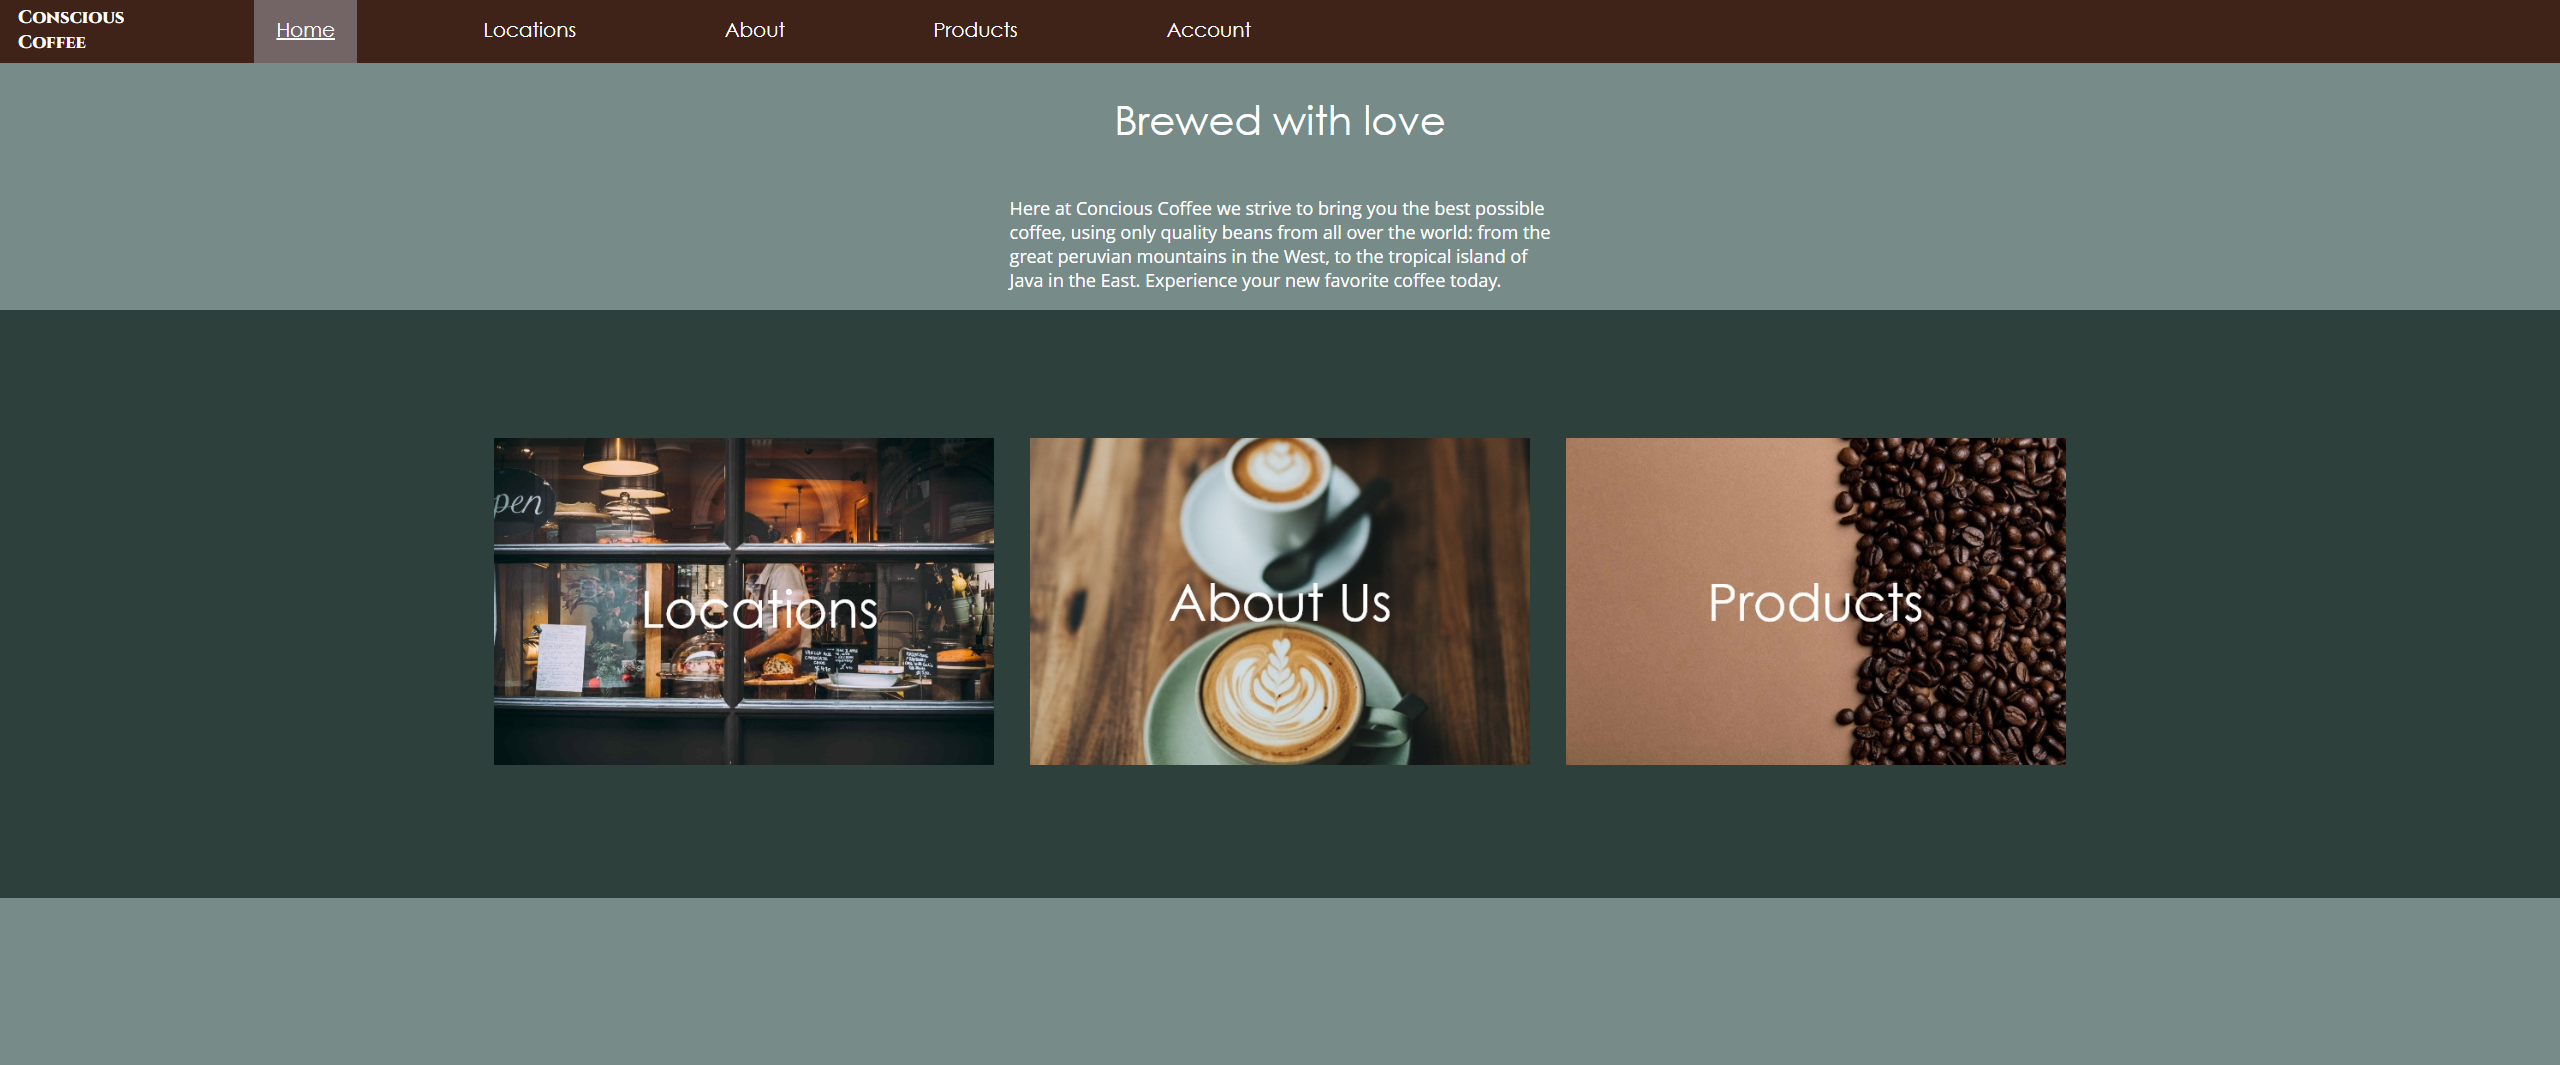 Conscious
Coffee
Home
Locations
About
Products
Account
Brewed with love
Here at Concious Coffee we strive to bring you the best possible
coffee, using only quality beans from all over the world: from the
great peruvian mountains in the West, to the tropical island of
Java in the East. Experience your new favorite coffee today.
pen
Locations
About Us
Products